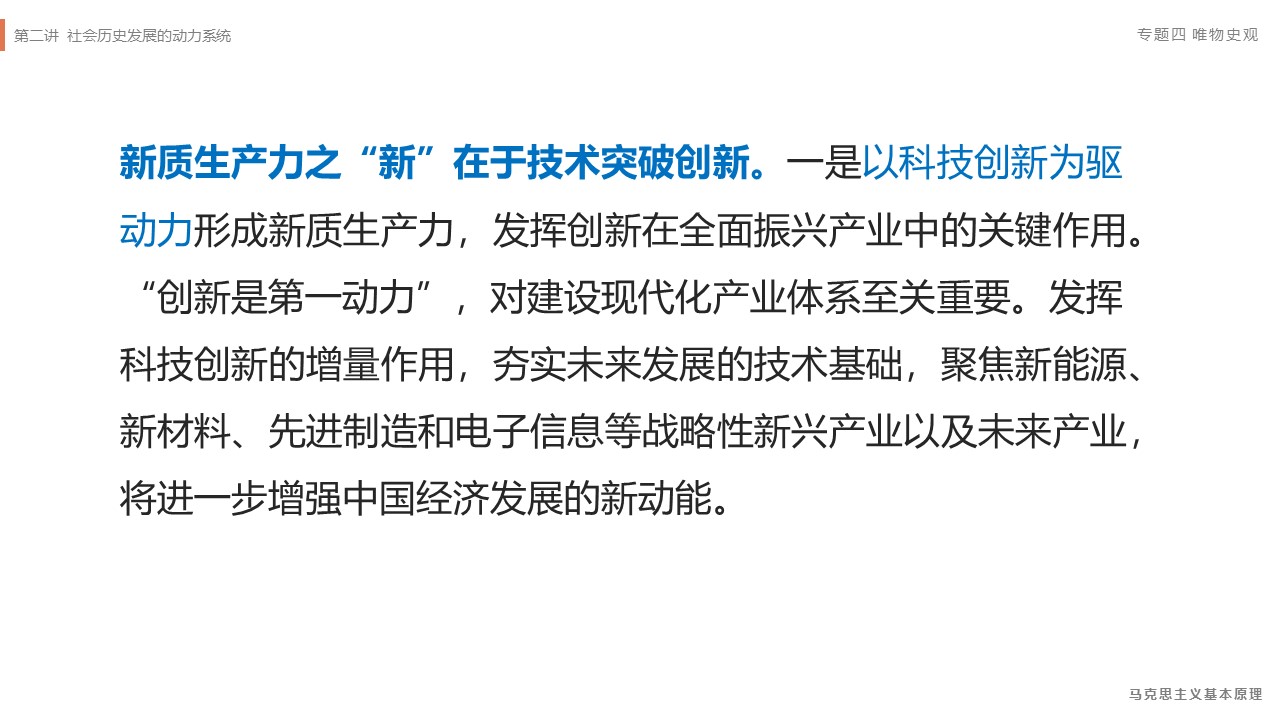 第二讲 社会历史发展的动力系统
专题四 唯物史观
新质生产力之“新”在于技术突破创新。一是以科技创新为驱
动力形成新质生产力，发挥创新在全面振兴产业中的关键作用。
“创新是第一动力”，对建设现代化产业体系至关重要。发挥
科技创新的增量作用，夯实未来发展的技术基础，聚焦新能源、
新材料、先进制造和电子信息等战略性新兴产业以及未来产业，
将进一步增强中国经济发展的新动能。
马克思主义基本原理